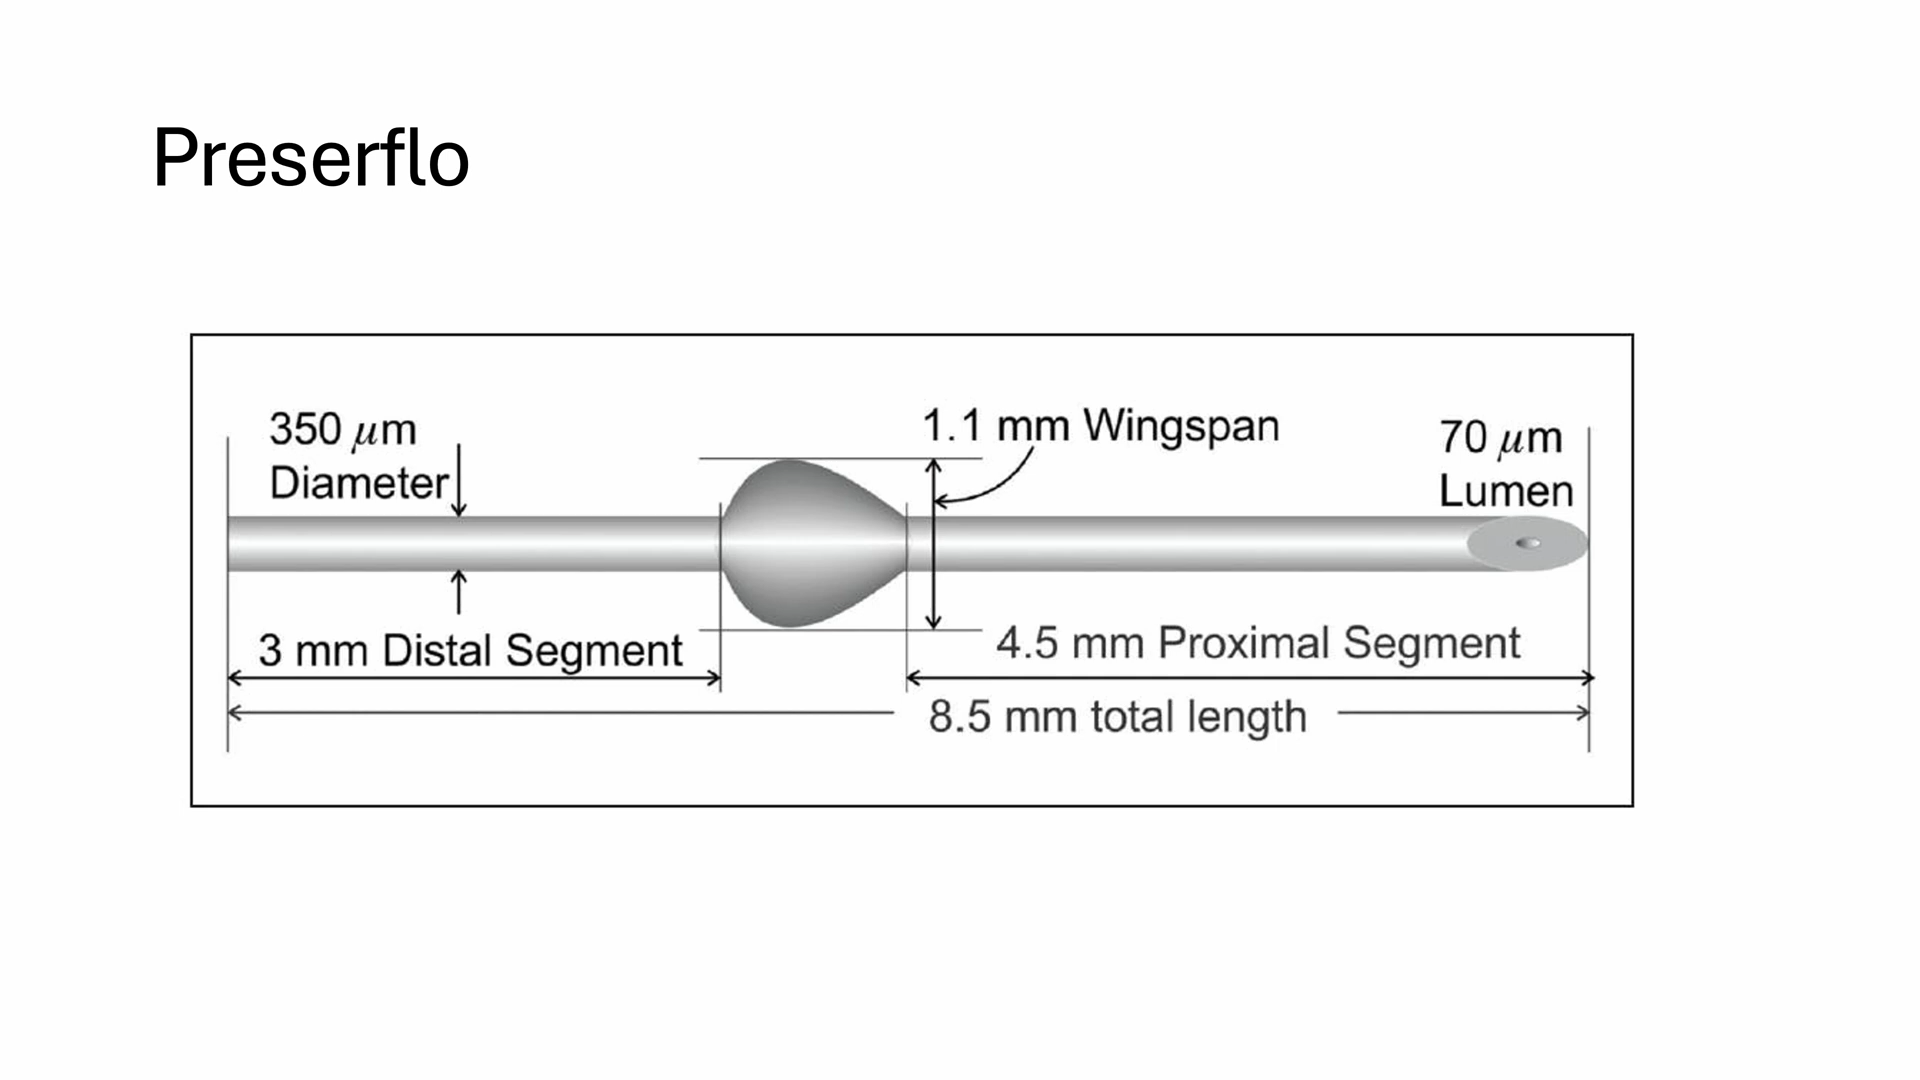 Preserflo
350 μm
Diameter
1.1 mm Wingspan
70 μm
Lumen
3 mm Distal Segment
4.5 mm Proximal Segment
8.5 mm total length